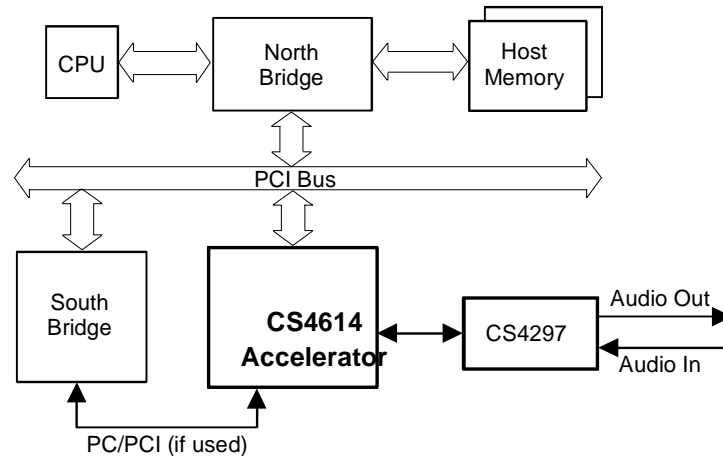 CPU
North
Bridge
Host
Memory
PCI Bus
South
Bridge
CS4614
Accelerator
CS4297
Audio Out
Audio In
PC/PCI (if used)